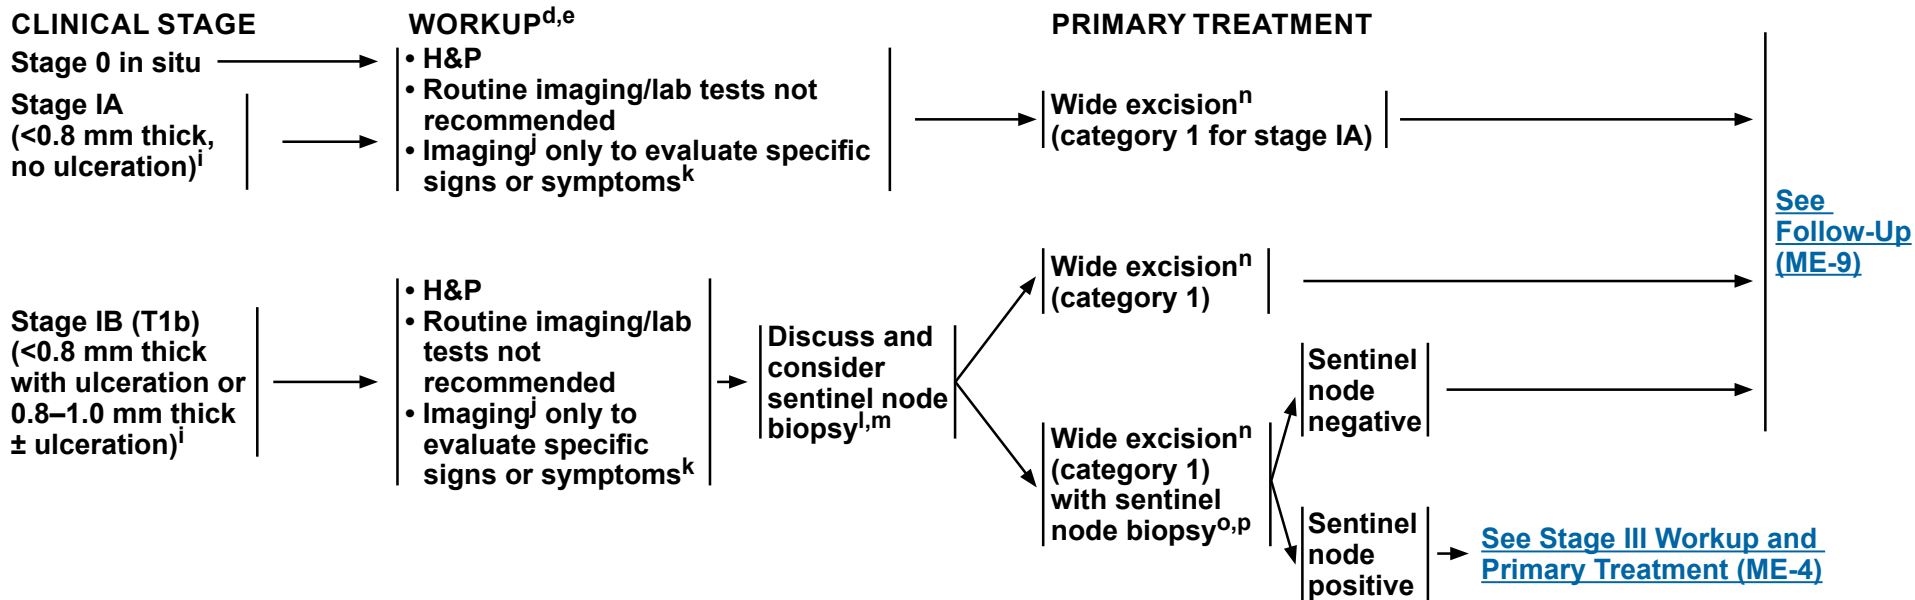 CLINICAL STAGE
WORKUPd,e
PRIMARY TREATMENT
Stage 0 in situ
Stage IA
(<0.8 mm thick,
no ulceration)i
• H&P
• Routine imaging/lab tests not
recommended
• Imagingj only to evaluate specific
signs or symptomsk
Wide excisionn
(category 1 for stage IA)
Stage IB (T1b)
(<0.8 mm thick
with ulceration or
0.8–1.0 mm thick
± ulceration)i
• H&P
• Routine imaging/lab
tests not
recommended
• Imagingj only to
evaluate specific
signs or symptomsk
Discuss and
consider
sentinel node
biopsyl,m
Wide excisionn
(category 1)
Wide excisionn
(category 1)
with sentinel
node biopsyo,p
Sentinel
node
negative
Sentinel
node
positive
See
Follow-Up
(ME-9)
See Stage III Workup and
Primary Treatment (ME-4)